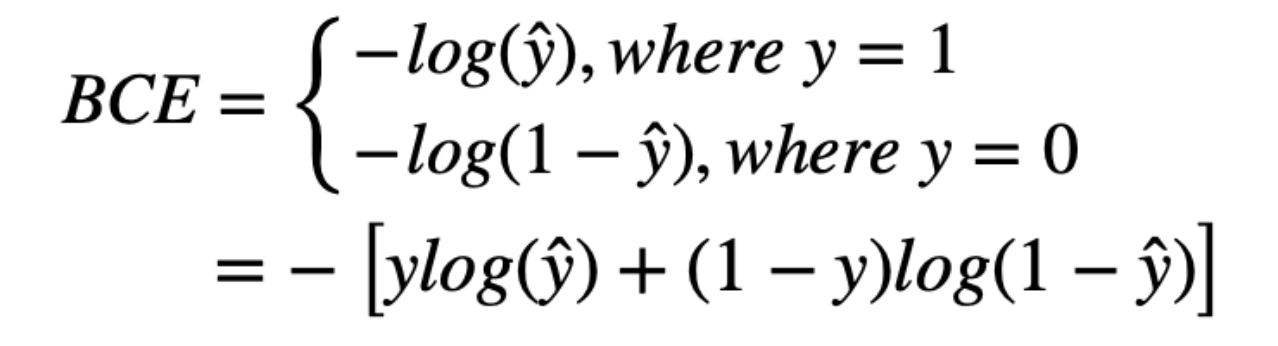 BCE = { −log(ŷ), where y = 1
−log(1 − ŷ), where y = 0
= − [ylog(ŷ) + (1 − y)log(1 − ŷ)]